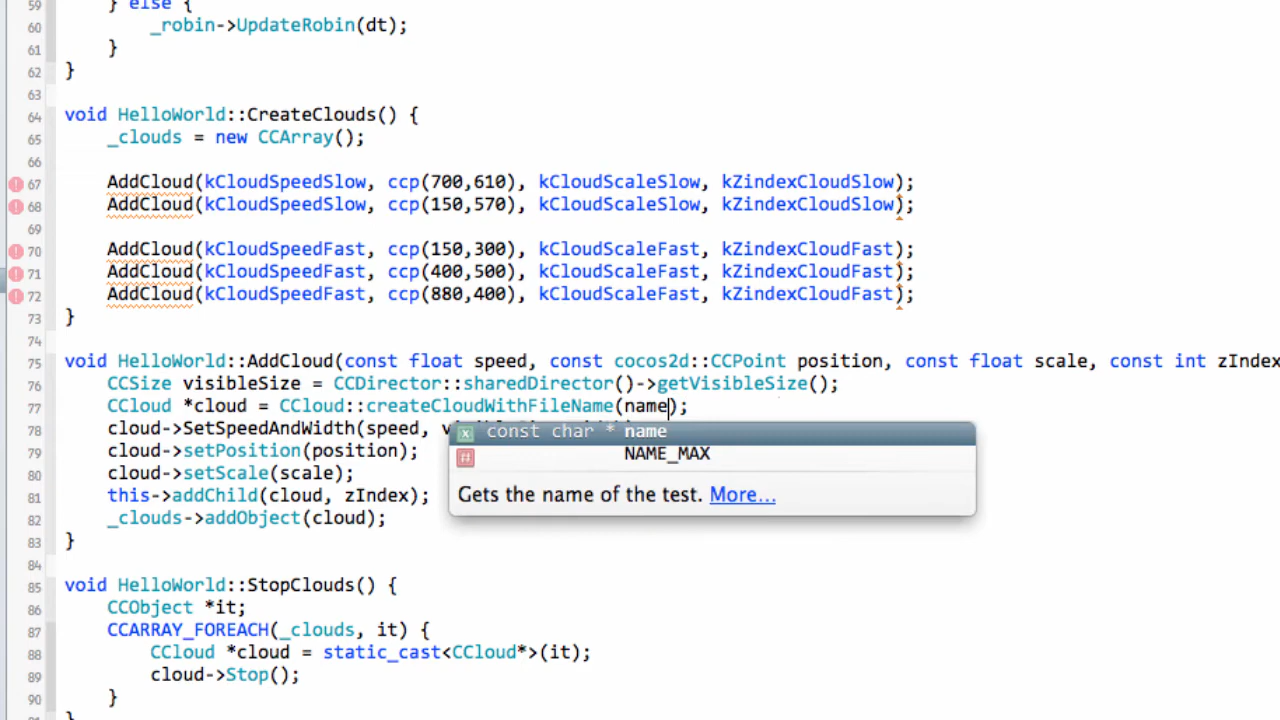 59 } else {
60 _robin->UpdateRobin(dt);
61 }
62 }
63
64 void HelloWorld::CreateClouds() {
65 _clouds = new CCArray();
66
67 AddCloud(kCloudSpeedSlow, ccp(700,610), kCloudScaleSlow, kZindexCloudSlow);
68 AddCloud(kCloudSpeedSlow, ccp(150,570), kCloudScaleSlow, kZindexCloudSlow);
69
70 AddCloud(kCloudSpeedFast, ccp(150,300), kCloudScaleFast, kZindexCloudFast);
71 AddCloud(kCloudSpeedFast, ccp(400,500), kCloudScaleFast, kZindexCloudFast);
72 AddCloud(kCloudSpeedFast, ccp(880,400), kCloudScaleFast, kZindexCloudFast);
73 }
74
75 void HelloWorld::AddCloud(const float speed, const cocos2d::CCPoint position, const float scale, const int zIndex
76 CCSize visibleSize = CCDirector::sharedDirector()->getVisibleSize();
77 CCloud *cloud = CCloud::createCloudWithFileName(name);
78 cloud->SetSpeedAndWidth(speed,
const char * name
NAME_MAX
Gets the name of the test. More...
79 cloud->setPosition(position);
80 cloud->setScale(scale);
81 this->addChild(cloud, zIndex);
82 _clouds->addObject(cloud);
83 }
84
85 void HelloWorld::StopClouds() {
86 CCObject *it;
87 CCARRAY_FOREACH(_clouds, it) {
88 CCloud *cloud = static_cast<CCloud*>(it);
89 cloud->Stop();
90 }
}